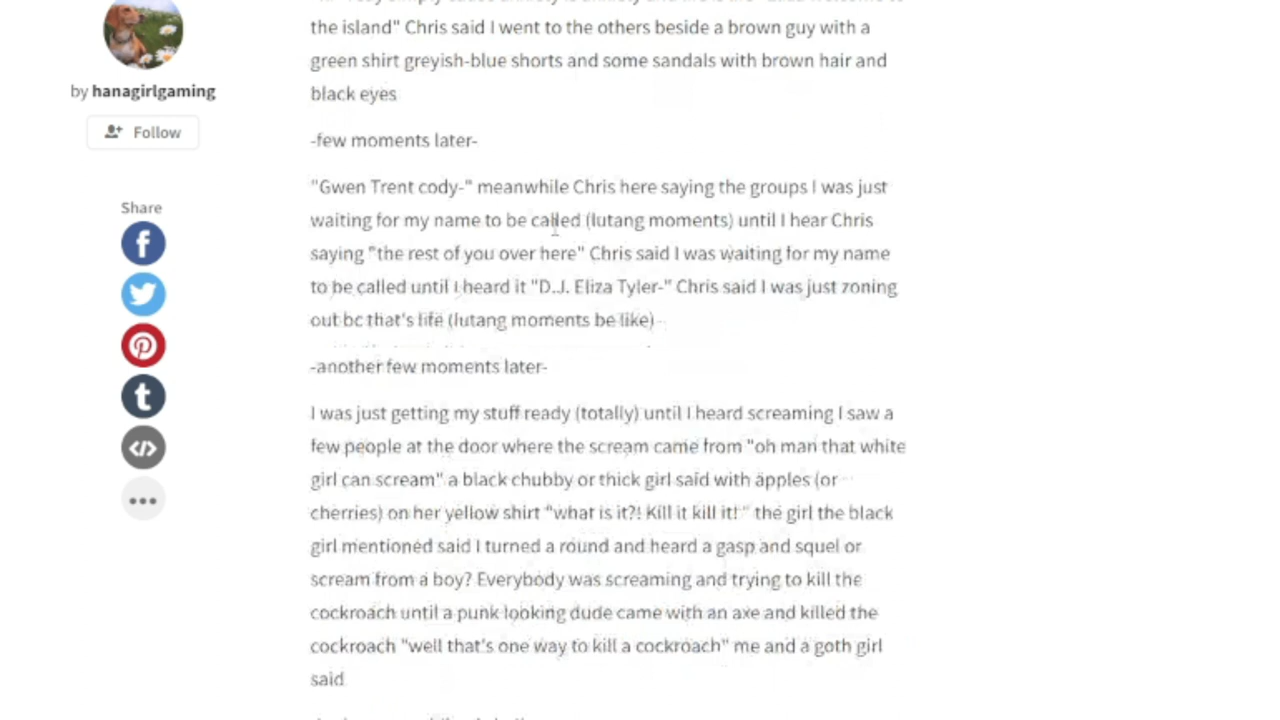 the island" Chris said I went to the others beside a brown guy with a
green shirt greyish-blue shorts and some sandals with brown hair and
black eyes
by hanagirlgaming
Follow
-few moments later-
"Gwen Trent cody-" meanwhile Chris here saying the groups I was just
waiting for my name to be called (lutang moments) until I hear Chris
saying "the rest of you over here" Chris said I was waiting for my name
to be called until I heard it "D.J. Eliza Tyler-" Chris said I was just zoning
out bc that's life (lutang moments be like)
Share
-another few moments later-
I was just getting my stuff ready (totally) until I heard screaming I saw a
few people at the door where the scream came from "oh man that white
girl can scream" a black chubby or thick girl said with apples (or
cherries) on her yellow shirt "what is it?! Kill it kill it!" the girl the black
girl mentioned said I turned a round and heard a gasp and squel or
scream from a boy? Everybody was screaming and trying to kill the
cockroach until a punk looking dude came with an axe and killed the
cockroach "well that's one way to kill a cockroach" me and a goth girl
said